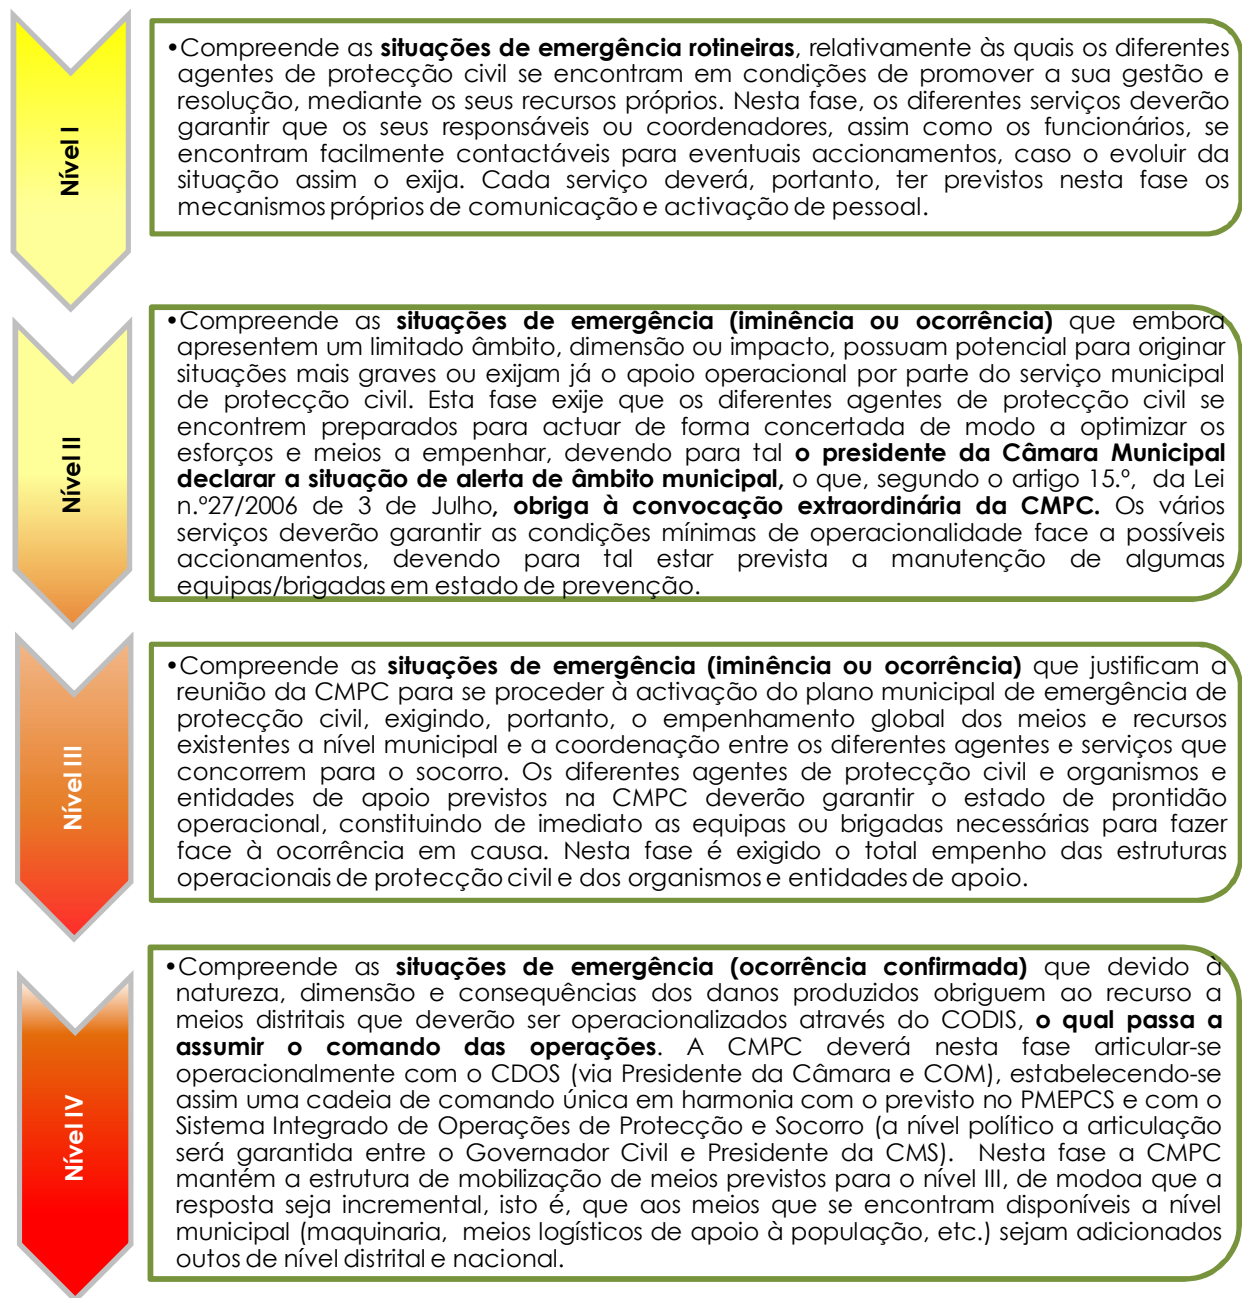 Nível I
•Compreende as situações de emergência rotineiras, relativamente às quais os diferentes
agentes de protecção civil se encontram em condições de promover a sua gestão e
resolução, mediante os seus recursos próprios. Nesta fase, os diferentes serviços deverão
garantir que os seus responsáveis ou coordenadores, assim como os funcionários, se
encontram facilmente contactáveis para eventuais accionamentos, caso o evoluir da
situação assim o exija. Cada serviço deverá, portanto, ter previstos nesta fase os
mecanismos próprios de comunicação e activação de pessoal.
Nível II
•Compreende as situações de emergência (iminência ou ocorrência) que embora
apresentem um limitado âmbito, dimensão ou impacto, possuam potencial para originar
situações mais graves ou exijam já o apoio operacional por parte do serviço municipal
de protecção civil. Esta fase exije que os diferentes agentes de protecção civil se
encontrem preparados para actuar de forma concertada de modo a optimizar os
esforços e meios a empenhar, devendo para tal o presidente da Câmara Municipal
declarar a situação de alerta de âmbito municipal, o que, segundo o artigo 15.º, da Lei
n.º27/2006 de 3 de Julho, obriga à convocação extraordinária da CMPC. Os vários
serviços deverão garantir as condições mínimas de operacionalidade face a possíveis
accionamentos, devendo para tal estar prevista a manutenção de algumas
equipas/brigadas em estado de prevenção.
Nível III
•Compreende as situações de emergência (iminência ou ocorrência) que justificam a
reunião da CMPC para se proceder à activação do plano municipal de emergência de
protecção civil, exigindo, portanto, o empenhamento global dos meios e recursos
existentes a nível municipal e a coordenação entre os diferentes agentes e serviços que
concorrem para o socorro. Os diferentes agentes de protecção civil e organismos e
entidades de apoio previstos na CMPC deverão garantir o estado de prontidão
operacional, constituindo de imediato as equipas ou brigadas necessárias para fazer
face à ocorrência em causa. Nesta fase é exigido o total empenho das estruturas
operacionais de protecção civil e dos organismos e entidades de apoio.
Nível IV
•Compreende as situações de emergência (ocorrência confirmada) que devido à
natureza, dimensão e consequências dos danos produzidos obriguem ao recurso a
meios distritais que deverão ser operacionalizados através do CODIS, o qual passa a
assumir o comando das operações. A CMPC deverá nesta fase articular-se
operacionalmente com o CDOS (via Presidente da Câmara e COM), estabelecendo-se
assim uma cadeia de comando única em harmonia com o previsto no PMEPCS e com o
Sistema Integrado de Operações de Protecção e Socorro (a nível político a articulação
será garantida entre o Governador Civil e Presidente da CMS). Nesta fase a CMPC
mantém a estrutura de mobilização de meios previstos para o nível III, de modoa que a
resposta seja incremental, isto é, que aos meios que se encontram disponíveis a nível
municipal (maquinaria, meios logísticos de apoio à população, etc.) sejam adicionados
outos de nível distrital e nacional.